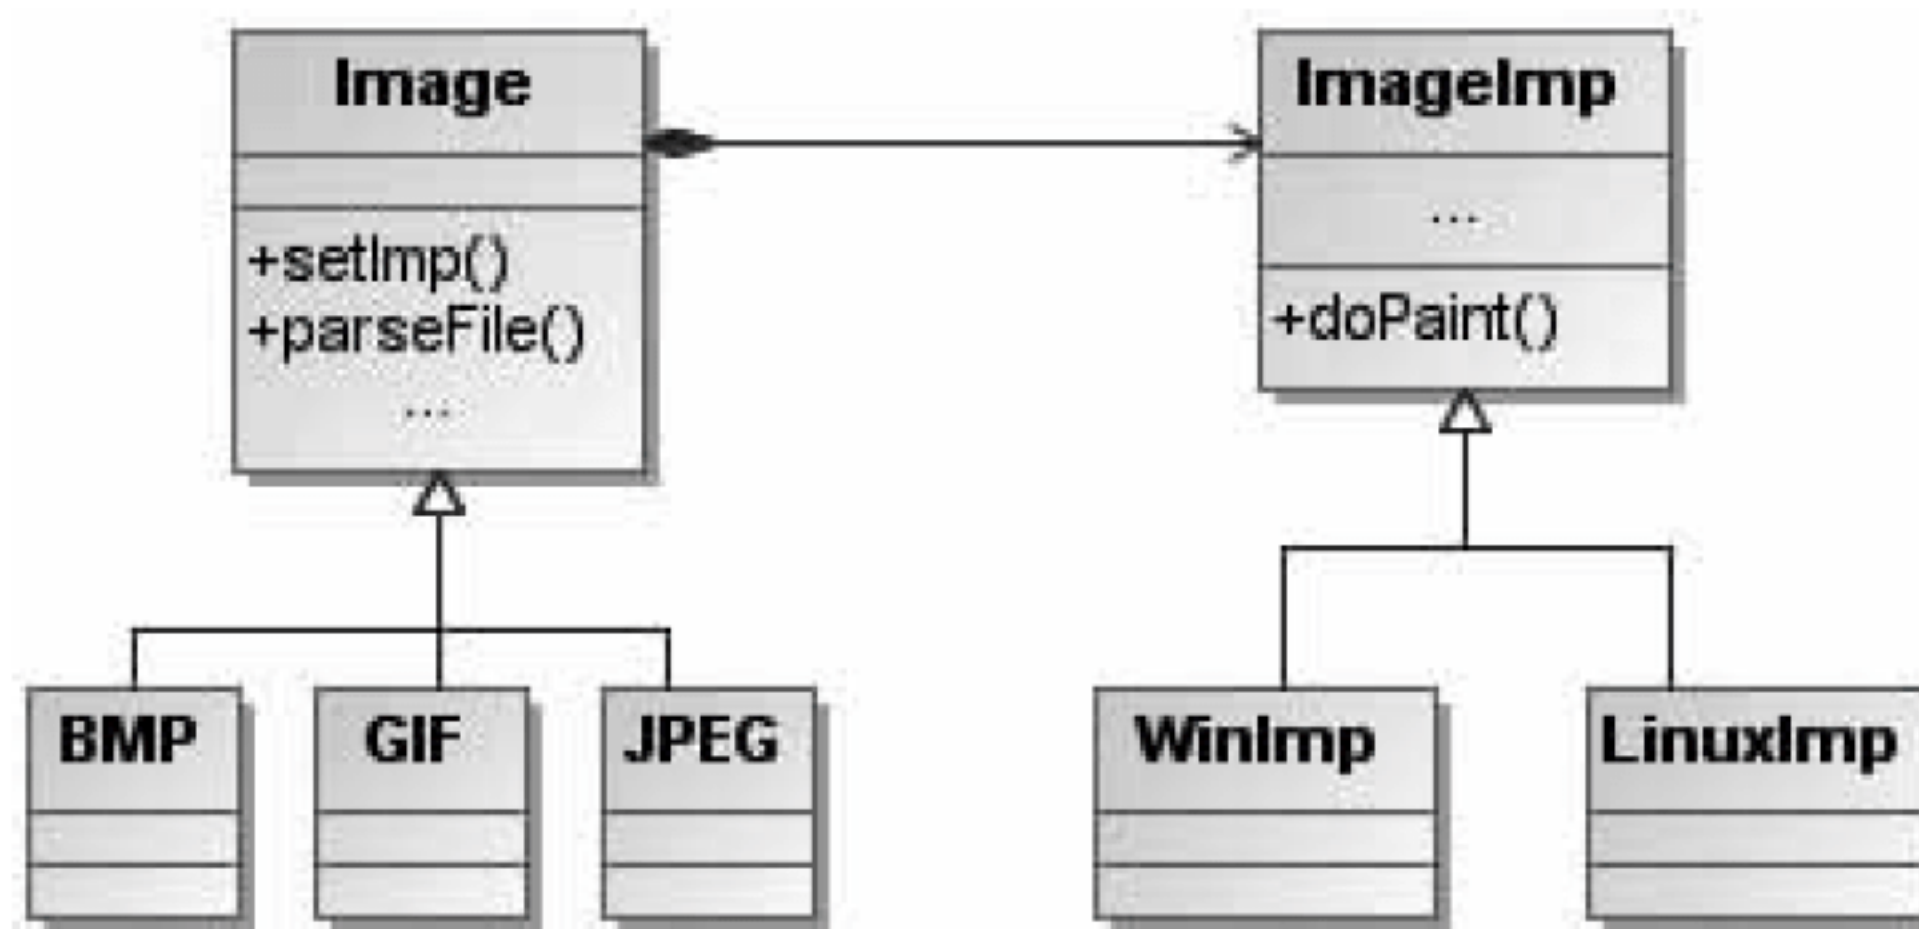 Image
+setImp()
+parseFile()
...
ImageImp
...
+doPaint()
BMP
GIF
JPEG
WinImp
LinuxImp